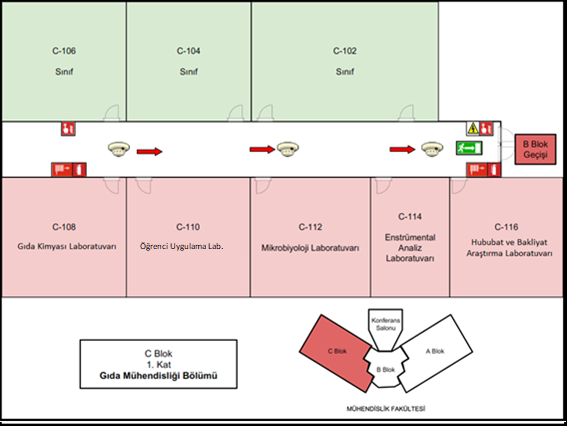 C-106
Sınıf
C-104
Sınıf
C-102
Sınıf
B Blok
Geçişi
C-108
Gıda Kimyası Laboratuvarı
C-110
Öğrenci Uygulama Lab.
C-112
Mikrobiyoloji Laboratuvarı
C-114
Enstrümental
Analiz
Laboratuvarı
C-116
Hububat ve Bakliyat
Araştırma Laboratuvarı
C Blok
1. Kat
Gıda Mühendisliği Bölümü
Konferans
Salonu
C Blok
B Blok
A Blok
MÜHENDİSLİK FAKÜLTESİ